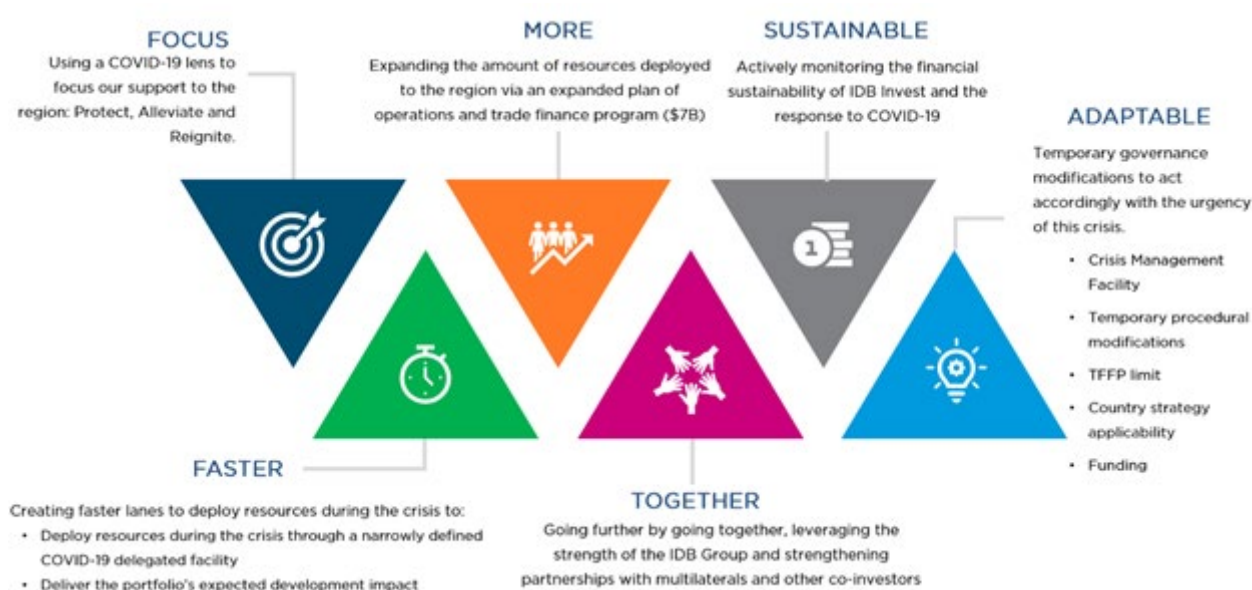 FOCUS
Using a COVID-19 lens to
focus our support to the
region: Protect, Alleviate and
Reignite.
MORE
Expanding the amount of resources deployed
to the region via an expanded plan of
operations and trade finance program ($7B)
SUSTAINABLE
Actively monitoring the financial
sustainability of IDB Invest and the
response to COVID-19
ADAPTABLE
Temporary governance
modifications to act
accordingly with the urgency
of this crisis.
• Crisis Management
Facility
• Temporary procedural
modifications
• TFFP limit
• Country strategy
applicability
• Funding
1
FASTER
Creating faster lanes to deploy resources during the crisis to:
• Deploy resources during the crisis through a narrowly defined
COVID-19 delegated facility
• Deliver the portfolio's expected development impact
TOGETHER
Going further by going together, leveraging the
strength of the IDB Group and strengthening
partnerships with multilaterals and other co-investors